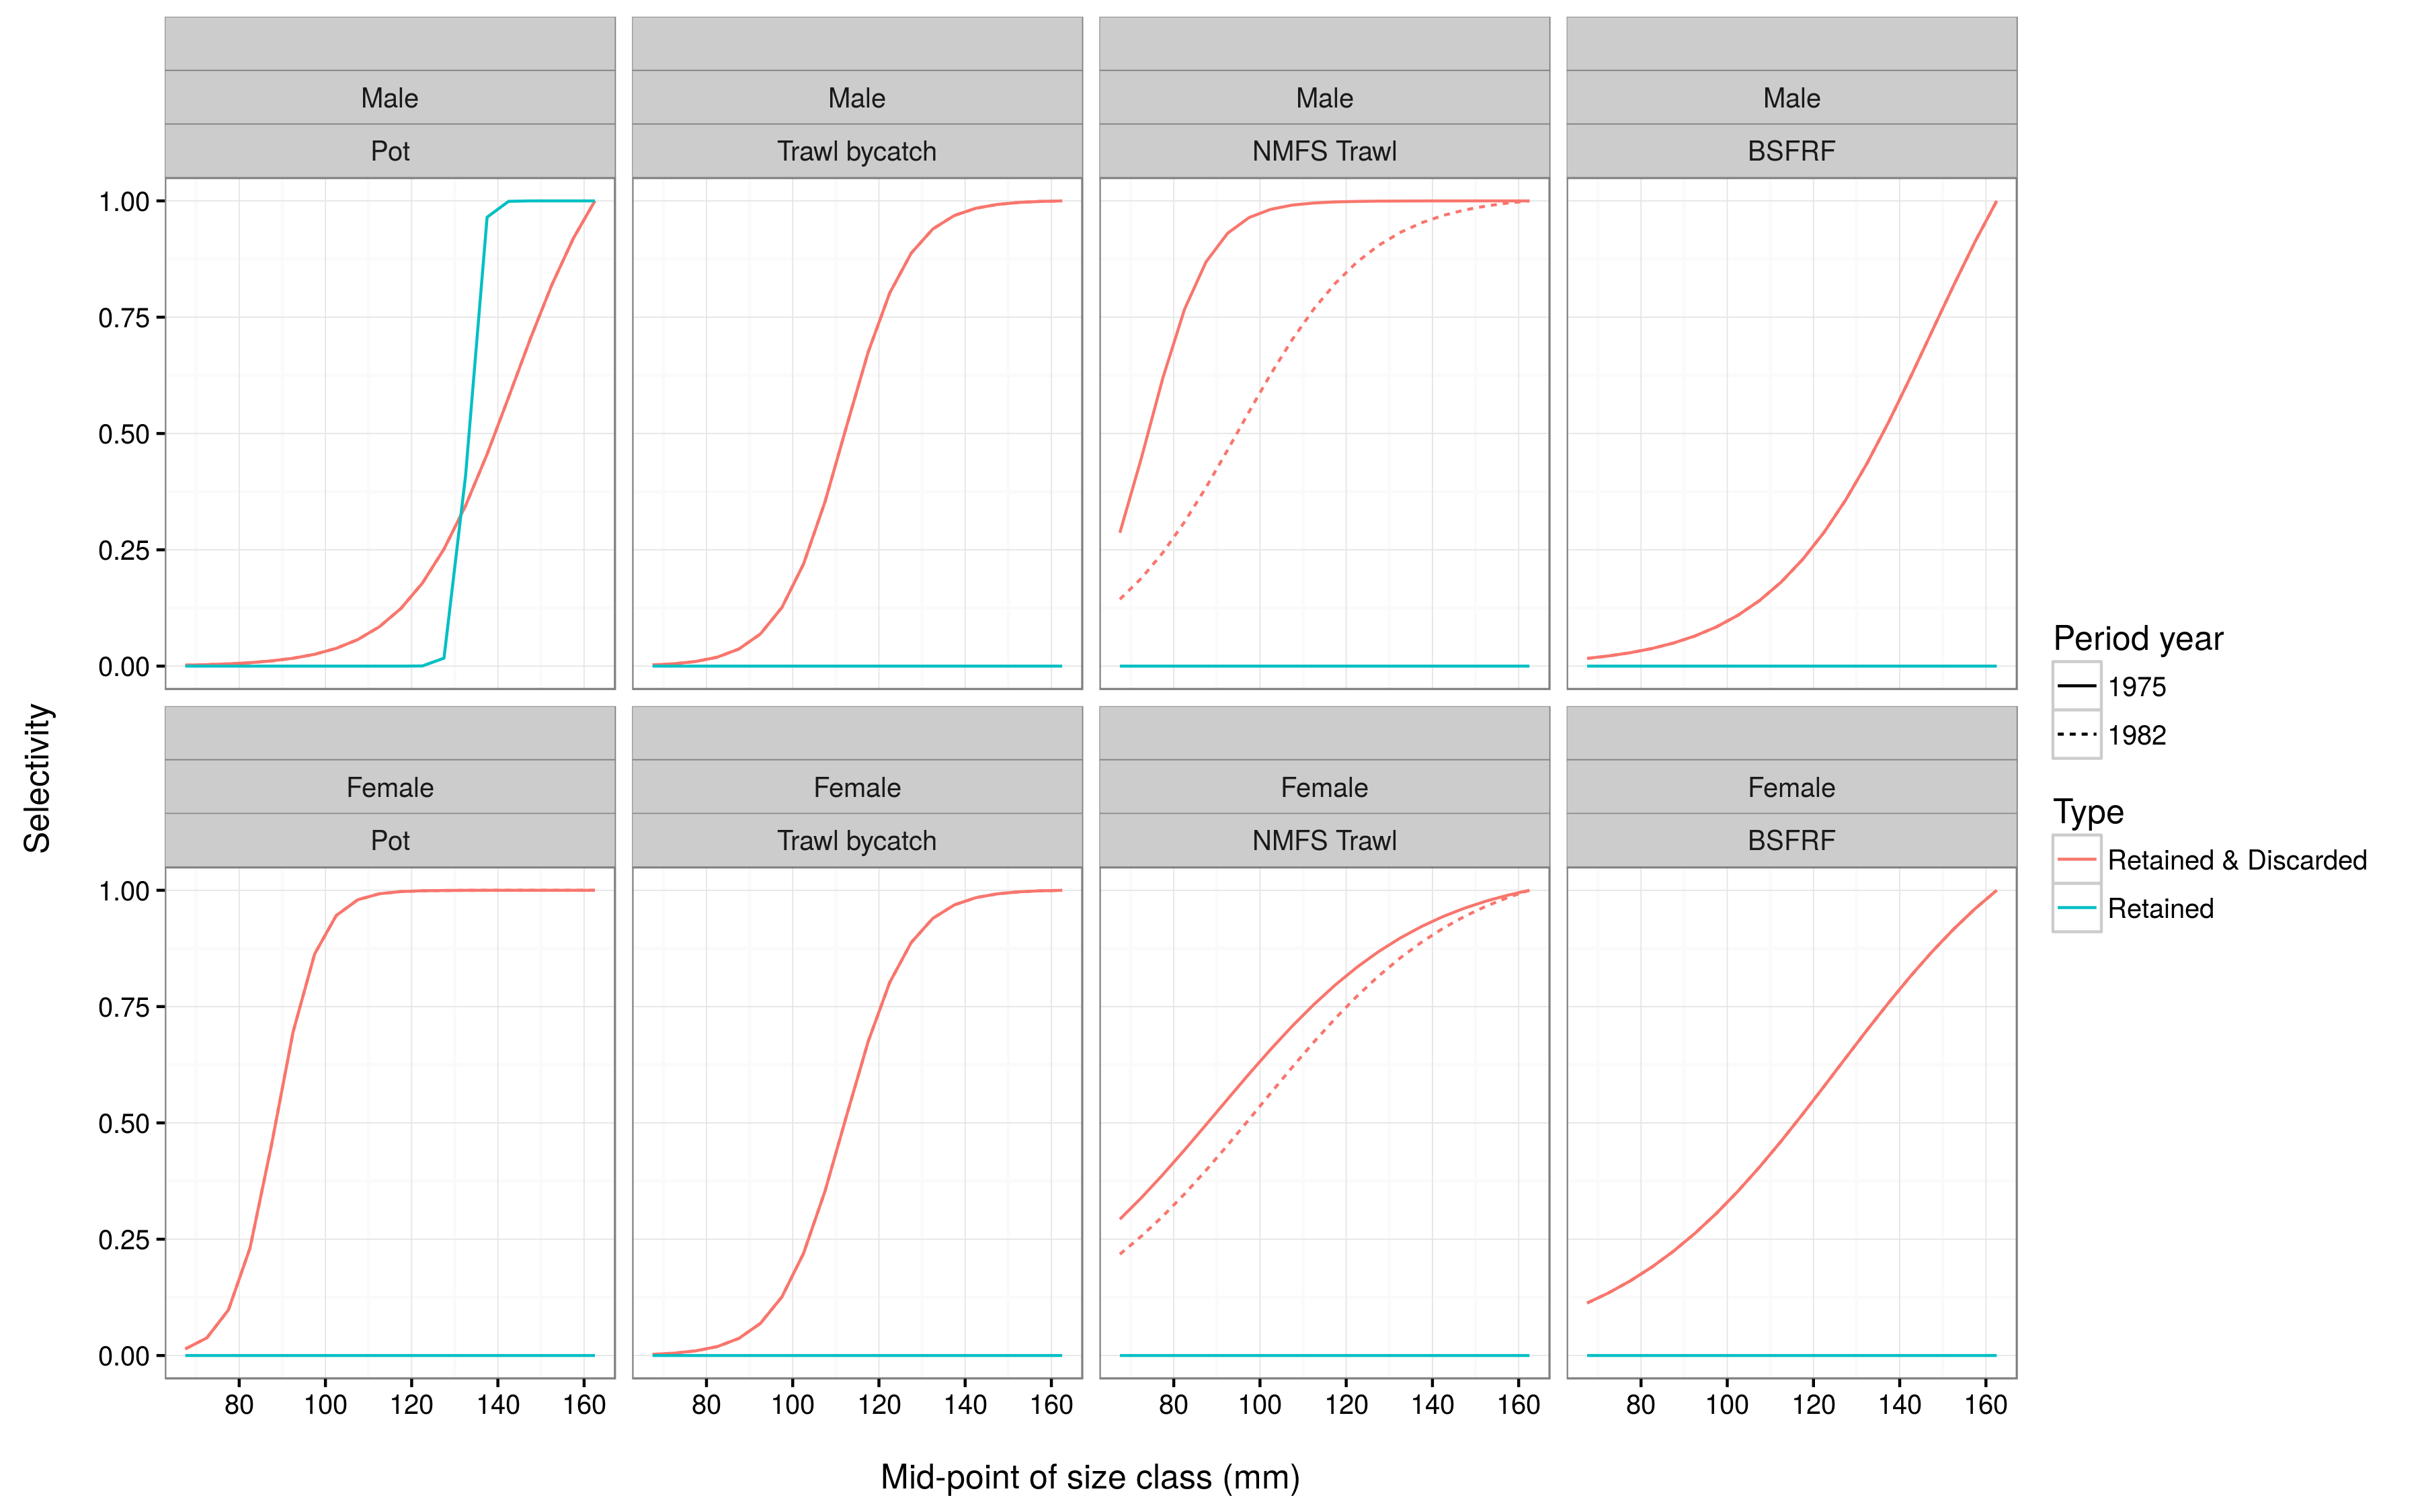 Male Male Male Male
Pot Trawl bycatch NMFS Trawl BSFRF
1.00
0.75
0.50
0.25
0.00
Female Female Female Female
Pot Trawl bycatch NMFS Trawl BSFRF
1.00
0.75
0.50
0.25
0.00
80 100 120 140 160 80 100 120 140 160 80 100 120 140 160 80 100 120 140 160
Mid-point of size class (mm)
Selectivity
Period year
1975
1982
Type
Retained & Discarded
Retained